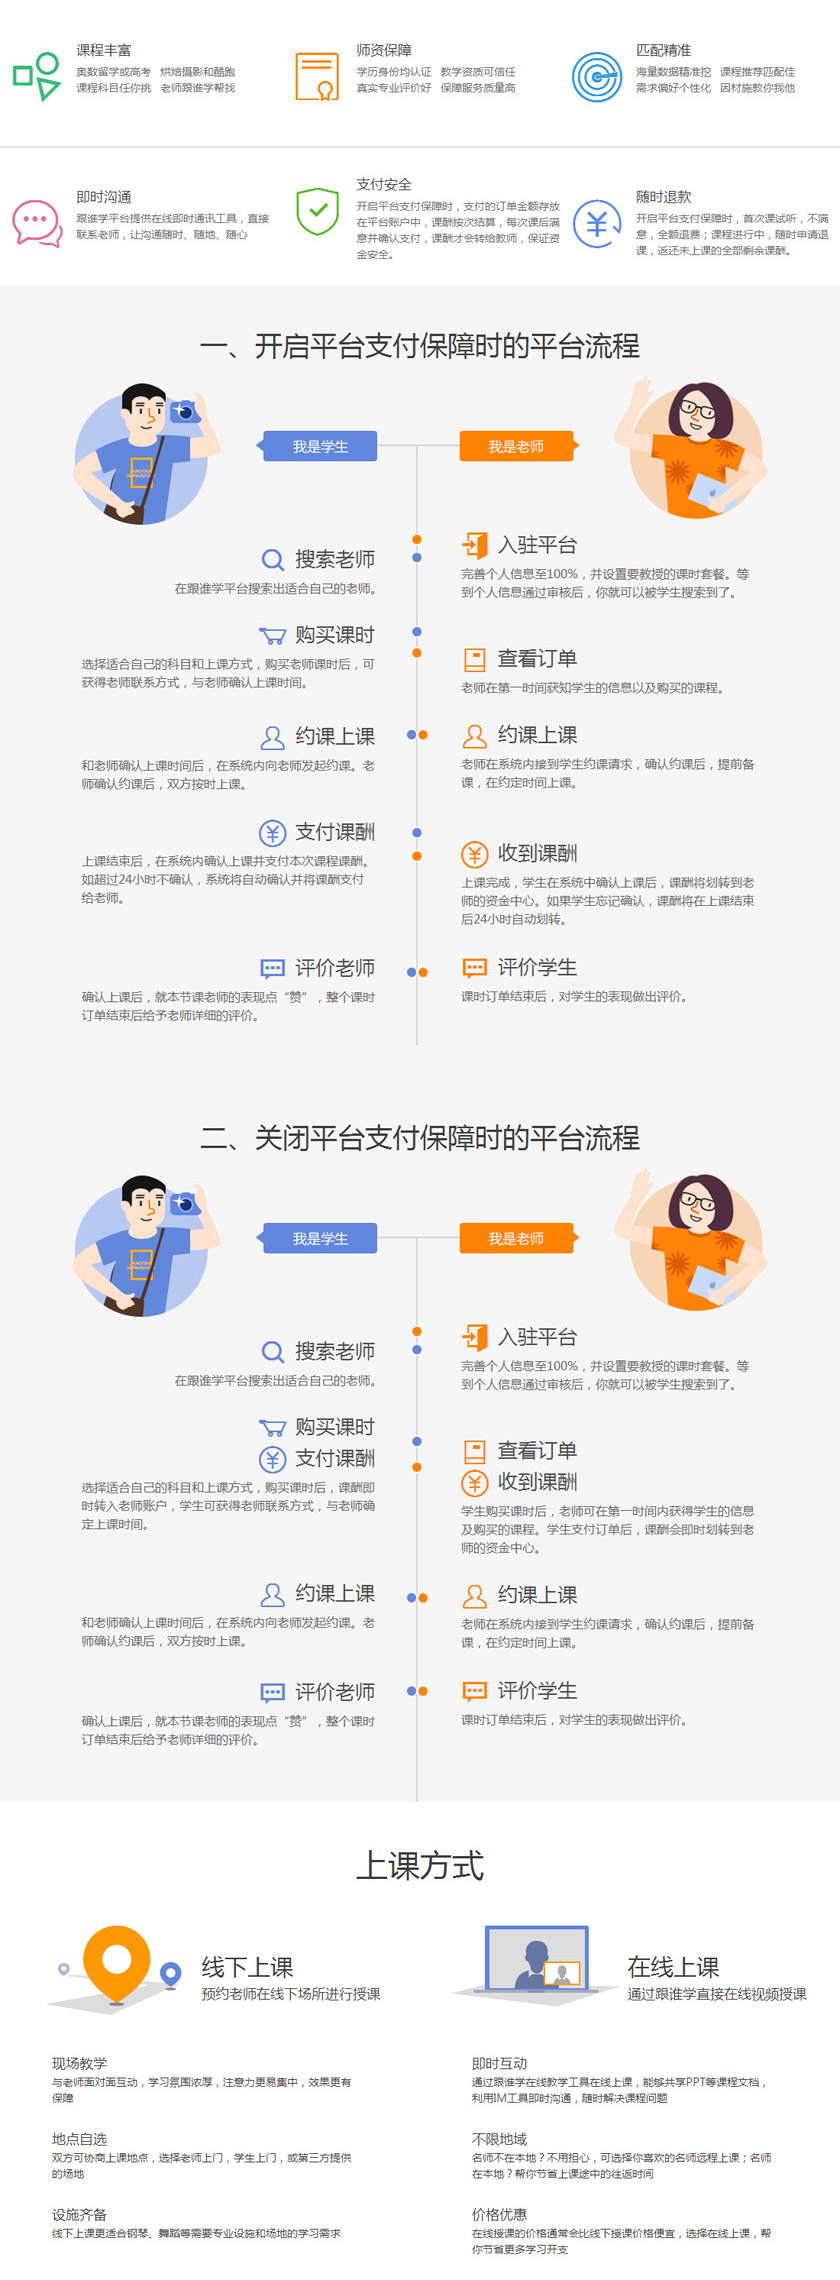 课程丰富
奥数留学或高考 烘焙摄影和酷跑
课程科目任你挑 老师跟谁学帮找
师资保障
学历身份均认证 教学资质可信任
真实专业评价好 保障服务质量高
匹配精准
海量数据精准挖 课程推荐匹配佳
需求偏好个性化 因材施教你我他
即时沟通
跟谁学平台提供在线即时通讯工具，直接
联系老师，让沟通随时、随地、随心
支付安全
开启平台支付保障时，支付的订单金额存放
在平台账户中，课酬按次结算，每次课后满
意并确认支付，课酬才会转给教师，保证资
金安全。
随时退款
开启平台支付保障时，首次课试听，不满
意，全额退费；课程进行中，随时申请退
课，返还未上课的全部剩余课酬。
一、开启平台支付保障时的平台流程
我是学生
我是老师
搜索老师
在跟谁学平台搜索出适合自己的老师。
入驻平台
完善个人信息至100%，并设置要教授的课时套餐。等
到个人信息通过审核后，你就可以被学生搜索到了。
购买课时
选择适合自己的科目和上课方式，购买老师课时后，可
获得老师联系方式，与老师确认上课时间。
查看订单
老师在第一时间获知学生的信息以及购买的课程。
约课上课
和老师确认上课时间后，在系统内向老师发起约课。老
师确认约课后，双方按时上课。
约课上课
老师在系统内接到学生约课请求，确认约课后，提前备
课，在约定时间上课。
支付课酬
上课结束后，在系统内确认上课并支付本次课程课酬。
如超过24小时不确认，系统将自动确认并将课酬支付
给老师。
收到课酬
上课完成，学生在系统中确认上课后，课酬将划转到老
师的资金中心。如果学生忘记确认，课酬将在上课结束
后24小时自动划转。
评价老师
确认上课后，就本节课老师的表现点“赞”，整个课时
订单结束后给予老师详细的评价。
评价学生
课时订单结束后，对学生的表现做出评价。
二、关闭平台支付保障时的平台流程
我是学生
我是老师
搜索老师
在跟谁学平台搜索出适合自己的老师。
入驻平台
完善个人信息至100%，并设置要教授的课时套餐。等
到个人信息通过审核后，你就可以被学生搜索到了。
购买课时
支付课酬
选择适合自己的科目和上课方式，购买课时后，课酬即
时转入老师账户，学生可获得老师联系方式，与老师确
定上课时间。
查看订单
收到课酬
学生购买课时后，老师可在第一时间内获得学生的信息
及购买的课程。学生支付订单后，课酬会即时划转到老
师的资金中心。
约课上课
和老师确认上课时间后，在系统内向老师发起约课。老
师确认约课后，双方按时上课。
约课上课
老师在系统内接到学生约课请求，确认约课后，提前备
课，在约定时间上课。
评价老师
确认上课后，就本节课老师的表现点“赞”，整个课时
订单结束后给予老师详细的评价。
评价学生
课时订单结束后，对学生的表现做出评价。
上课方式
线下上课
预约老师在线下场所进行授课
在线上课
通过跟谁学直接在线视频授课
现场教学
与老师面对面互动，学习氛围浓厚，注意力更易集中，效果更有
保障
地点自选
双方可协商上课地点，选择老师上门，学生上门，或第三方提供
的场地
设施齐备
线下上课更适合钢琴、舞蹈等需要专业设施和场地的学习需求
即时互动
通过跟谁学在线教学工具在线上课，能够共享PPT等课程文档，
利用IM工具即时沟通，随时解决课程问题
不限地域
名师不在本地？不用担心，可选择你喜欢的名师远程上课；名师
在本地？帮你节省上课途中的往返时间
价格优惠
在线授课的价格通常会比线下授课价格便宜，选择在线上课，帮
你节省更多学习开支